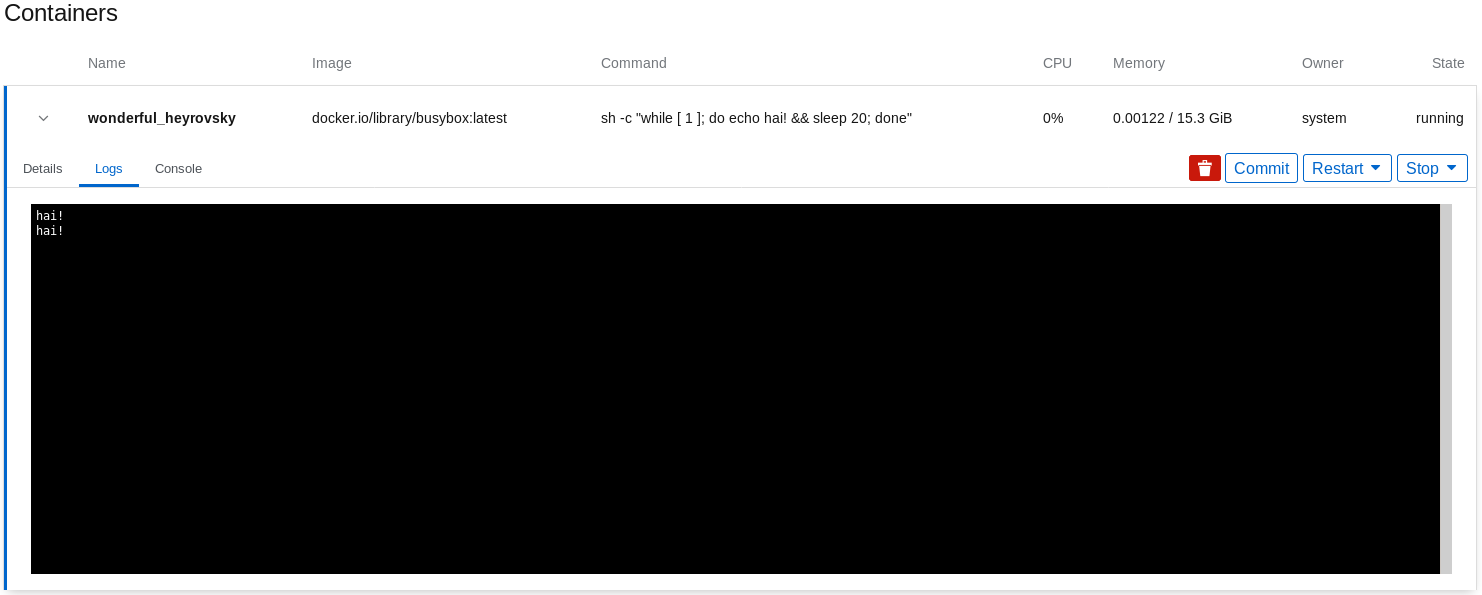 Containers
Name Image Command CPU Memory Owner State
wonderful_heyrovsky docker.io/library/busybox:latest sh -c "while [ 1 ]; do echo hai! && sleep 20; done" 0% 0.00122 / 15.3 GiB system running
Details Logs Console Commit Restart Stop
hai!
hai!